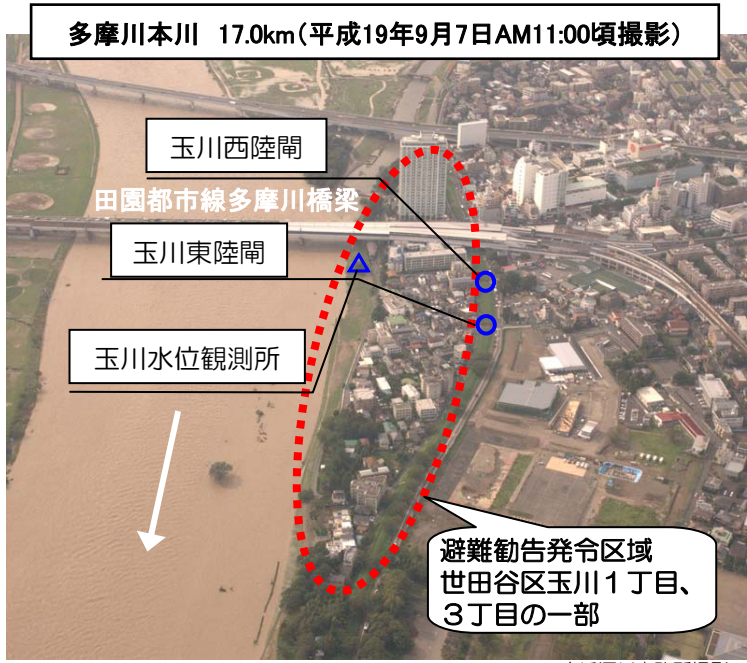 多摩川本川 17.0km(平成19年9月7日AM11:00頃撮影)
玉川西陸閘
田園都市線多摩川橋梁
玉川東陸閘
玉川水位観測所
避難勧告発令区域
世田谷区玉川1丁目、
3丁目の一部